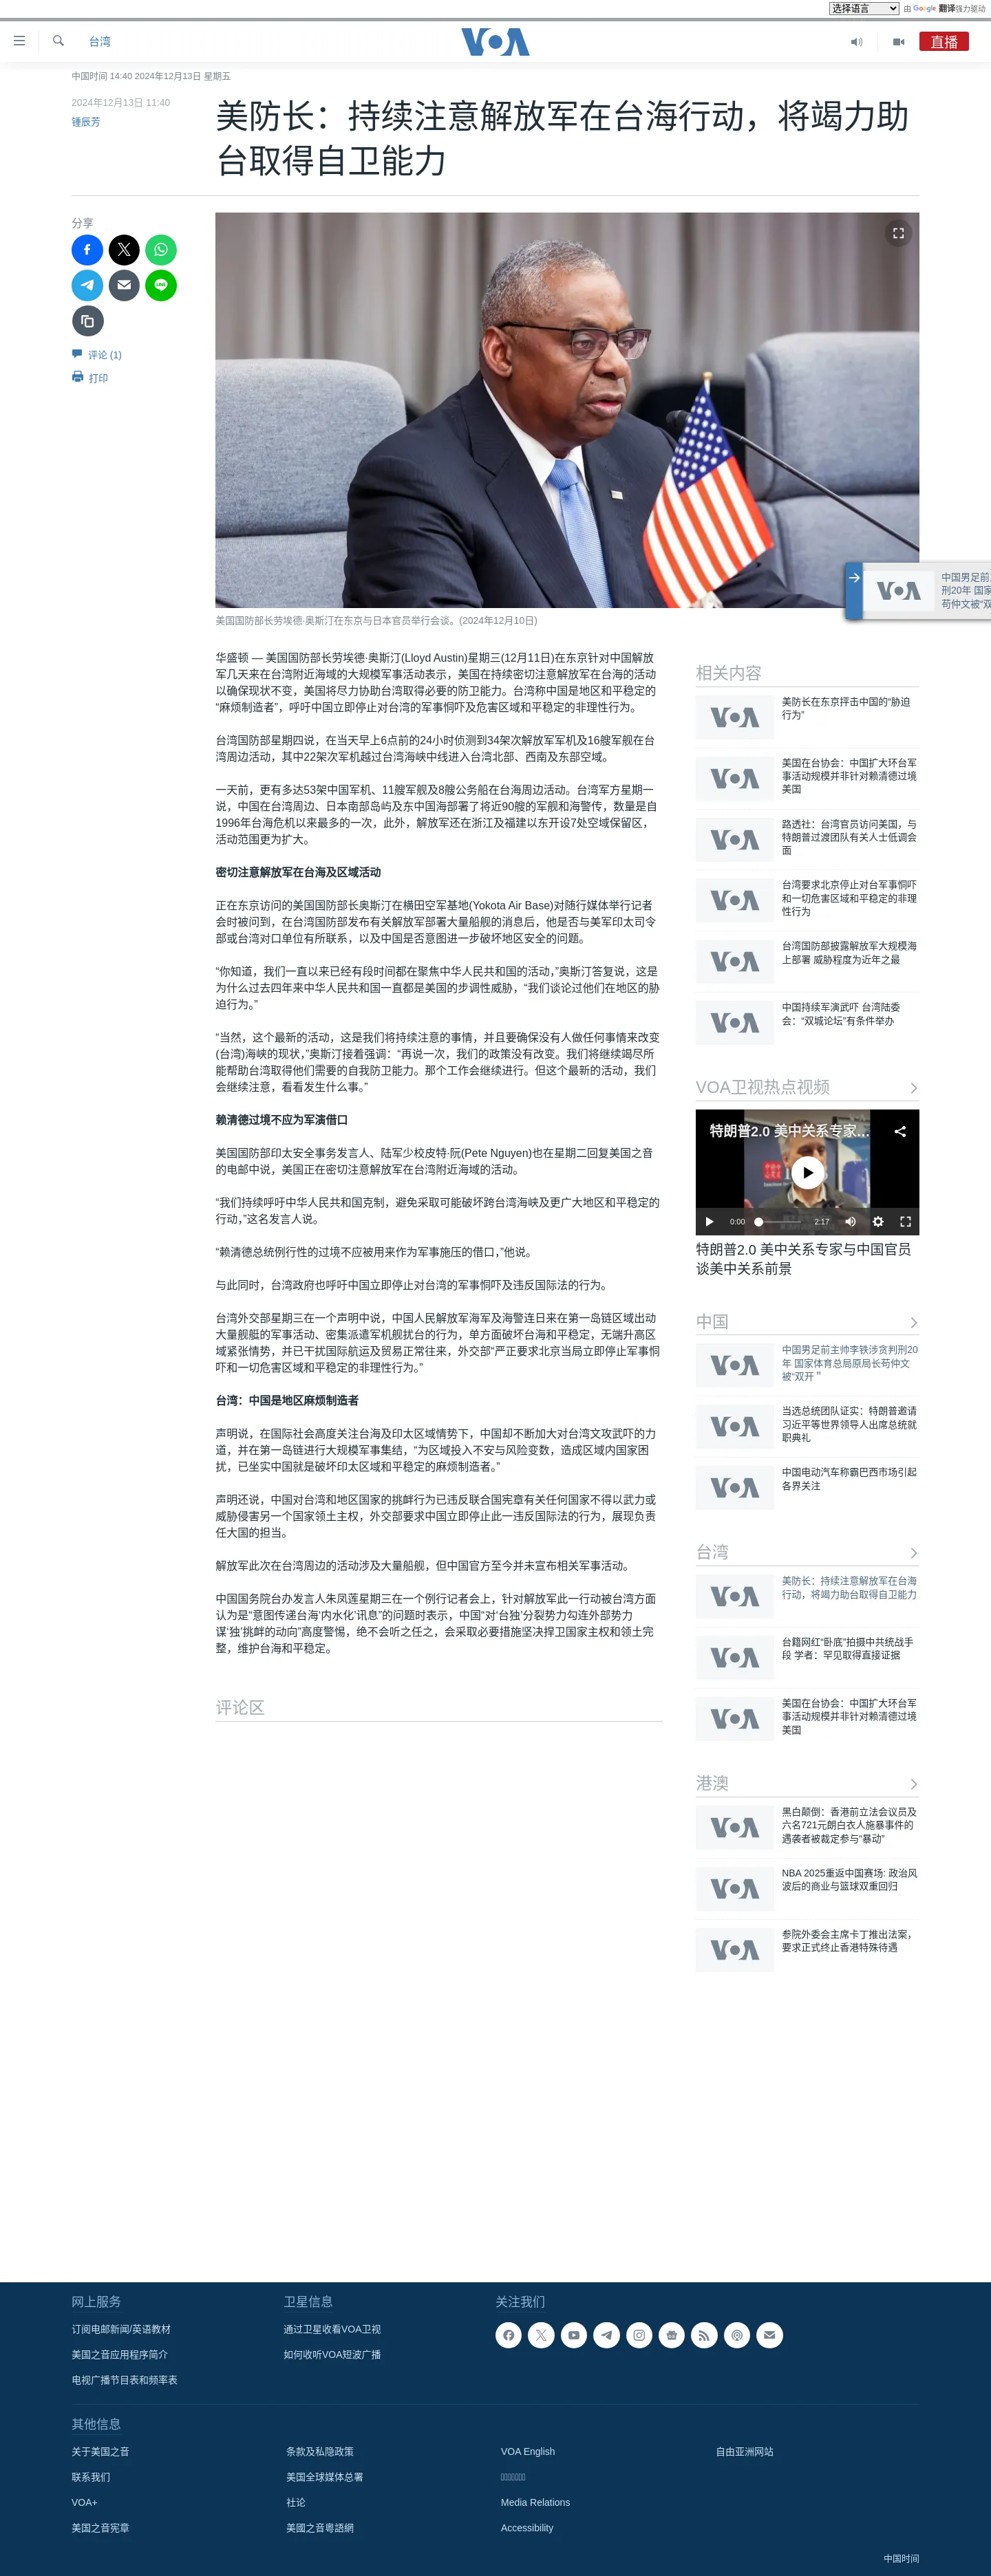 选择语言 由 Google 翻译强力驱动
台湾
VOA
直播
中国时间 14:40 2024年12月13日 星期五
2024年12月13日 11:40
锺辰芳
美防长：持续注意解放军在台海行动，将竭力助
台取得自卫能力
分享
评论 (1)
打印
美国国防部长劳埃德·奥斯汀在东京与日本官员举行会谈。(2024年12月10日)
VOA
中国男足前
刑20年 国家
苟仲文被“双
华盛顿 — 美国国防部长劳埃德·奥斯汀(Lloyd Austin)星期三(12月11日)在东京针对中国解放
军几天来在台湾附近海域的大规模军事活动表示，美国在持续密切注意解放军在台海的活动
以确保现状不变，美国将尽力协助台湾取得必要的防卫能力。台湾称中国是地区和平稳定的
“麻烦制造者”，呼吁中国立即停止对台湾的军事恫吓及危害区域和平稳定的非理性行为。
台湾国防部星期四说，在当天早上6点前的24小时侦测到34架次解放军军机及16艘军舰在台
湾周边活动，其中22架次军机越过台湾海峡中线进入台湾北部、西南及东部空域。
一天前，更有多达53架中国军机、11艘军舰及8艘公务船在台海周边活动。台湾军方星期一
说，中国在台湾周边、日本南部岛屿及东中国海部署了将近90艘的军舰和海警传，数量是自
1996年台海危机以来最多的一次，此外，解放军还在浙江及福建以东开设7处空域保留区，
活动范围更为扩大。
密切注意解放军在台海及区域活动
正在东京访问的美国国防部长奥斯汀在横田空军基地(Yokota Air Base)对随行媒体举行记者
会时被问到，在台湾国防部发布有关解放军部署大量船舰的消息后，他是否与美军印太司令
部或台湾对口单位有所联系，以及中国是否意图进一步破坏地区安全的问题。
“你知道，我们一直以来已经有段时间都在聚焦中华人民共和国的活动，”奥斯汀答复说，这是
为什么过去四年来中华人民共和国一直都是美国的步调性威胁，“我们谈论过他们在地区的胁
迫行为。”
“当然，这个最新的活动，这是我们将持续注意的事情，并且要确保没有人做任何事情来改变
(台湾)海峡的现状，”奥斯汀接着强调：“再说一次，我们的政策没有改变。我们将继续竭尽所
能帮助台湾取得他们需要的自我防卫能力。那个工作会继续进行。但这个最新的活动，我们
会继续注意，看看发生什么事。”
赖清德过境不应为军演借口
美国国防部印太安全事务发言人、陆军少校皮特·阮(Pete Nguyen)也在星期二回复美国之音
的电邮中说，美国正在密切注意解放军在台湾附近海域的活动。
“我们持续呼吁中华人民共和国克制，避免采取可能破坏跨台湾海峡及更广大地区和平稳定的
行动，”这名发言人说。
“赖清德总统例行性的过境不应被用来作为军事施压的借口，”他说。
与此同时，台湾政府也呼吁中国立即停止对台湾的军事恫吓及违反国际法的行为。
台湾外交部星期三在一个声明中说，中国人民解放军海军及海警连日来在第一岛链区域出动
大量舰艇的军事活动、密集派遣军机舰扰台的行为，单方面破坏台海和平稳定，无端升高区
域紧张情势，并已干扰国际航运及贸易正常往来，外交部“严正要求北京当局立即停止军事恫
吓和一切危害区域和平稳定的非理性行为。”
台湾：中国是地区麻烦制造者
声明说，在国际社会高度关注台海及印太区域情势下，中国却不断加大对台湾文攻武吓的力
道，并在第一岛链进行大规模军事集结，“为区域投入不安与风险变数，造成区域内国家困
扰，已坐实中国就是破坏印太区域和平稳定的麻烦制造者。”
声明还说，中国对台湾和地区国家的挑衅行为已违反联合国宪章有关任何国家不得以武力或
威胁侵害另一个国家领土主权，外交部要求中国立即停止此一违反国际法的行为，展现负责
任大国的担当。
解放军此次在台湾周边的活动涉及大量船舰，但中国官方至今并未宣布相关军事活动。
中国国务院台办发言人朱凤莲星期三在一个例行记者会上，针对解放军此一行动被台湾方面
认为是“意图传递台海‘内水化’讯息”的问题时表示，中国“对‘台独’分裂势力勾连外部势力
谋‘独’挑衅的动向”高度警惕，绝不会听之任之，会采取必要措施坚决捍卫国家主权和领土完
整，维护台海和平稳定。
评论区
相关内容
VOA
美防长在东京抨击中国的“胁迫
行为”
VOA
美国在台协会：中国扩大环台军
事活动规模并非针对赖清德过境
美国
VOA
路透社：台湾官员访问美国，与
特朗普过渡团队有关人士低调会
面
VOA
台湾要求北京停止对台军事恫吓
和一切危害区域和平稳定的非理
性行为
VOA
台湾国防部披露解放军大规模海
上部署 威胁程度为近年之最
VOA
中国持续军演武吓 台湾陆委
会：“双城论坛”有条件举办
VOA卫视热点视频
特朗普2.0 美中关系专家...
0:00 2:17
特朗普2.0 美中关系专家与中国官员
谈美中关系前景
中国
VOA
中国男足前主帅李铁涉贪判刑20
年 国家体育总局原局长苟仲文
被“双开＂
VOA
当选总统团队证实：特朗普邀请
习近平等世界领导人出席总统就
职典礼
VOA
中国电动汽车称霸巴西市场引起
各界关注
台湾
VOA
美防长：持续注意解放军在台海
行动，将竭力助台取得自卫能力
VOA
台籍网红“卧底”拍摄中共统战手
段 学者：罕见取得直接证据
VOA
美国在台协会：中国扩大环台军
事活动规模并非针对赖清德过境
美国
港澳
VOA
黑白颠倒：香港前立法会议员及
六名721元朗白衣人施暴事件的
遇袭者被裁定参与“暴动”
VOA
NBA 2025重返中国赛场: 政治风
波后的商业与篮球双重回归
VOA
参院外委会主席卡丁推出法案，
要求正式终止香港特殊待遇
网上服务
订阅电邮新闻/英语教材
美国之音应用程序简介
电视广播节目表和频率表
卫星信息
通过卫星收看VOA卫视
如何收听VOA短波广播
关注我们
其他信息
关于美国之音
联系我们
VOA+
美国之音宪章
条款及私隐政策
美国全球媒体总署
社论
美國之音粵語網
VOA English
Media Relations
Accessibility
自由亚洲网站
中国时间